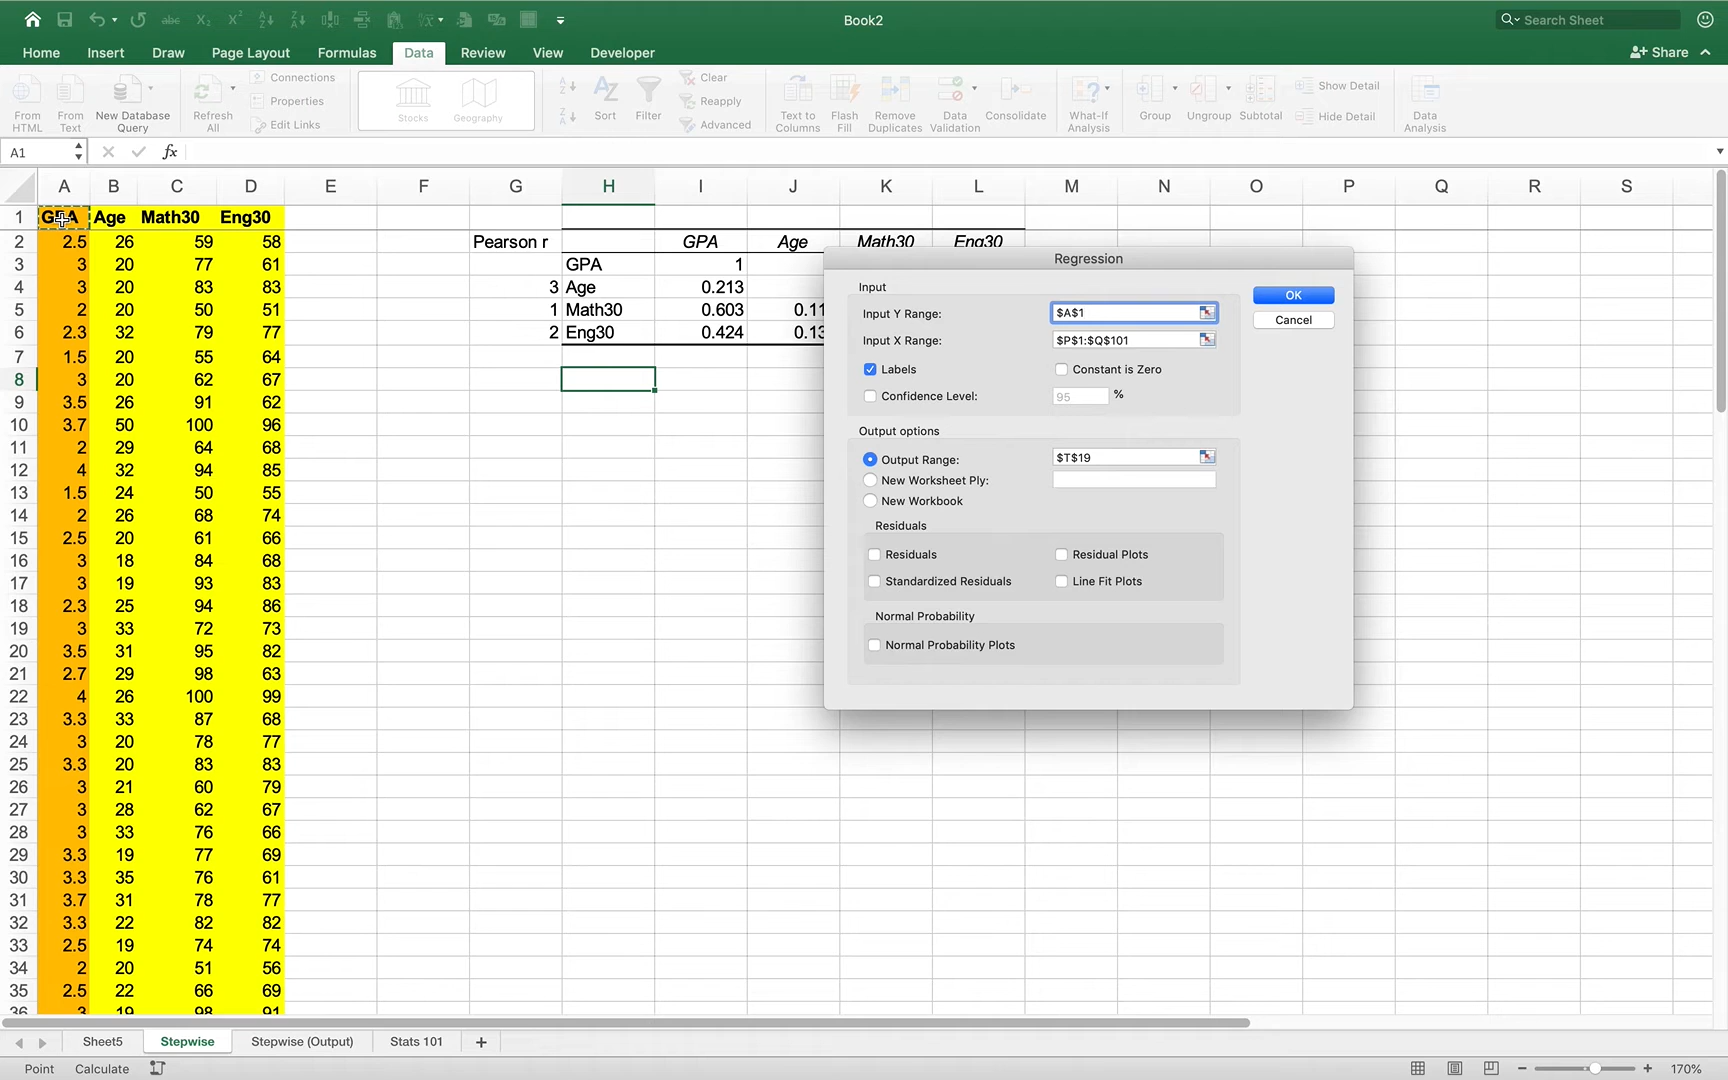 abc X₂ X² Book2 Search Sheet
Home Insert Draw Page Layout Formulas Data Review View Developer Share
From HTML
From Text
New Database Query
Refresh All
Connections
Properties
Edit Links
Stocks Geography
Sort
Filter
Clear
Reapply
Advanced
Text to Columns
Flash Fill
Remove Duplicates
Data Validation
Consolidate
What-If Analysis
Group
Ungroup
Subtotal
Show Detail
Hide Detail
Data Analysis
A1 fx
A B C D E F G H I J K L M N O P Q R S
1 GPA Age Math30 Eng30
2 2.5 26 59 58 Pearson r GPA Age Math30 Eng30
3 3 20 77 61 GPA 1
4 3 20 83 83 3 Age 0.213
5 2 20 50 51 1 Math30 0.603 0.11
6 2.3 32 79 77 2 Eng30 0.424 0.13
7 1.5 20 55 64
8 3 20 62 67
9 3.5 26 91 62
10 3.7 50 100 96
11 2 29 64 68
12 4 32 94 85
13 1.5 24 50 55
14 2 26 68 74
15 2.5 20 61 66
16 3 18 84 68
17 3 19 93 83
18 2.3 25 94 86
19 3 33 72 73
20 3.5 31 95 82
21 2.7 29 98 63
22 4 26 100 99
23 3.3 33 87 68
24 3 20 78 77
25 3.3 20 83 83
26 3 21 60 79
27 3 28 62 67
28 3 33 76 66
29 3.3 19 77 69
30 3.3 35 76 61
31 3.7 31 78 77
32 3.3 22 82 82
33 2.5 19 74 74
34 2 20 51 56
35 2.5 22 66 69
36 3 19 98 91
Regression
Input
Input Y Range: $A$1
Input X Range: $P$1:$Q$101
Labels Constant is Zero
Confidence Level: 95 %
OK
Cancel
Output options
Output Range: $T$19
New Worksheet Ply:
New Workbook
Residuals
Residuals Residual Plots
Standardized Residuals Line Fit Plots
Normal Probability
Normal Probability Plots
Sheet5 Stepwise Stepwise (Output) Stats 101 +
Point Calculate 170%